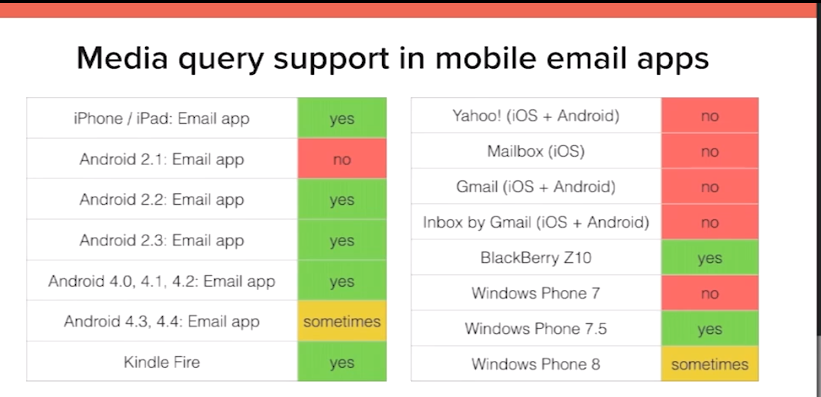 Media query support in mobile email apps
iPhone / iPad: Email app yes
Android 2.1: Email app no
Android 2.2: Email app yes
Android 2.3: Email app yes
Android 4.0, 4.1, 4.2: Email app yes
Android 4.3, 4.4: Email app sometimes
Kindle Fire yes
Yahoo! (iOS + Android) no
Mailbox (iOS) no
Gmail (iOS + Android) no
Inbox by Gmail (iOS + Android) no
BlackBerry Z10 yes
Windows Phone 7 no
Windows Phone 7.5 yes
Windows Phone 8 sometimes